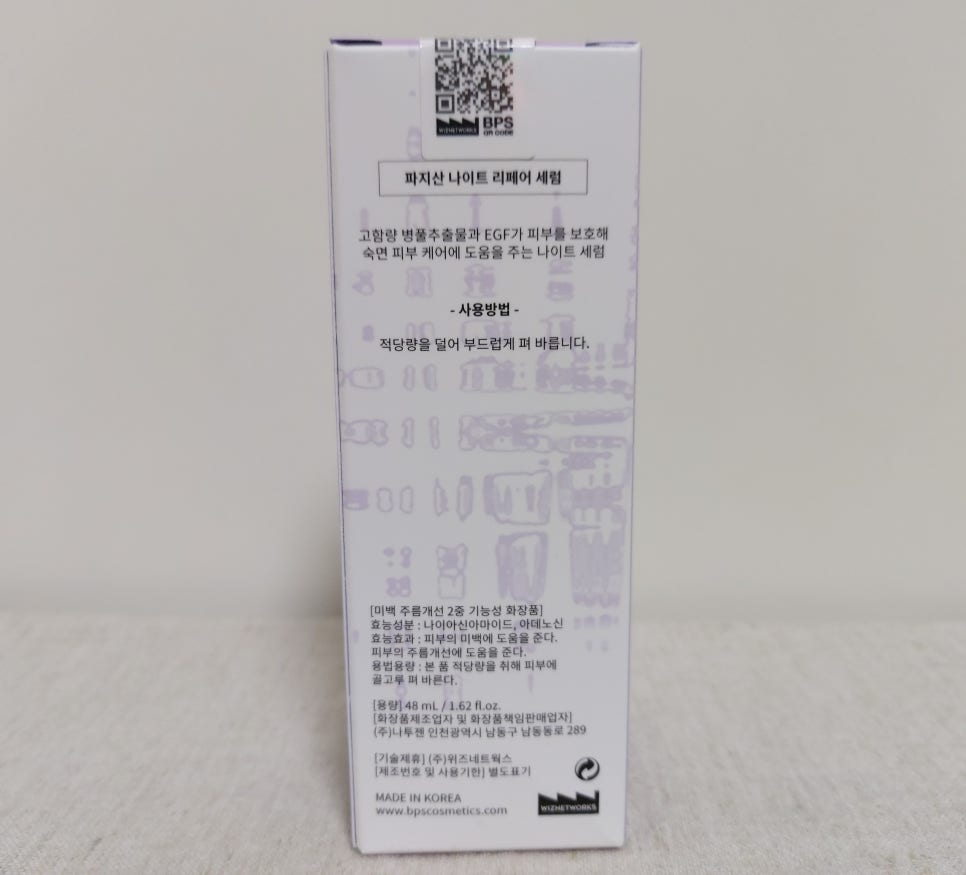 WIZNETWORKS BPS
QR CODE
파지산 나이트 리페어 세럼
고함량 병풀추출물과 EGF가 피부를 보호해
숙면 피부 케어에 도움을 주는 나이트 세럼
- 사용방법 -
적당량을 덜어 부드럽게 펴 바릅니다.
[미백 주름개선 2중 기능성 화장품]
효능성분 : 나이아신아마이드, 아데노신
효능효과 : 피부의 미백에 도움을 준다.
피부의 주름개선에 도움을 준다.
용법용량 : 본 품 적당량을 취해 피부에
골고루 펴 바른다.
[용량] 48 mL / 1.62 fl.oz.
[화장품제조업자 및 화장품책임판매업자]
(주)나투젠 인천광역시 남동구 남동동로 289
[기술제휴] (주)위즈네트웍스
[제조번호 및 사용기한] 별도표기
MADE IN KOREA
www.bpscosmetics.com
WIZNETWORKS